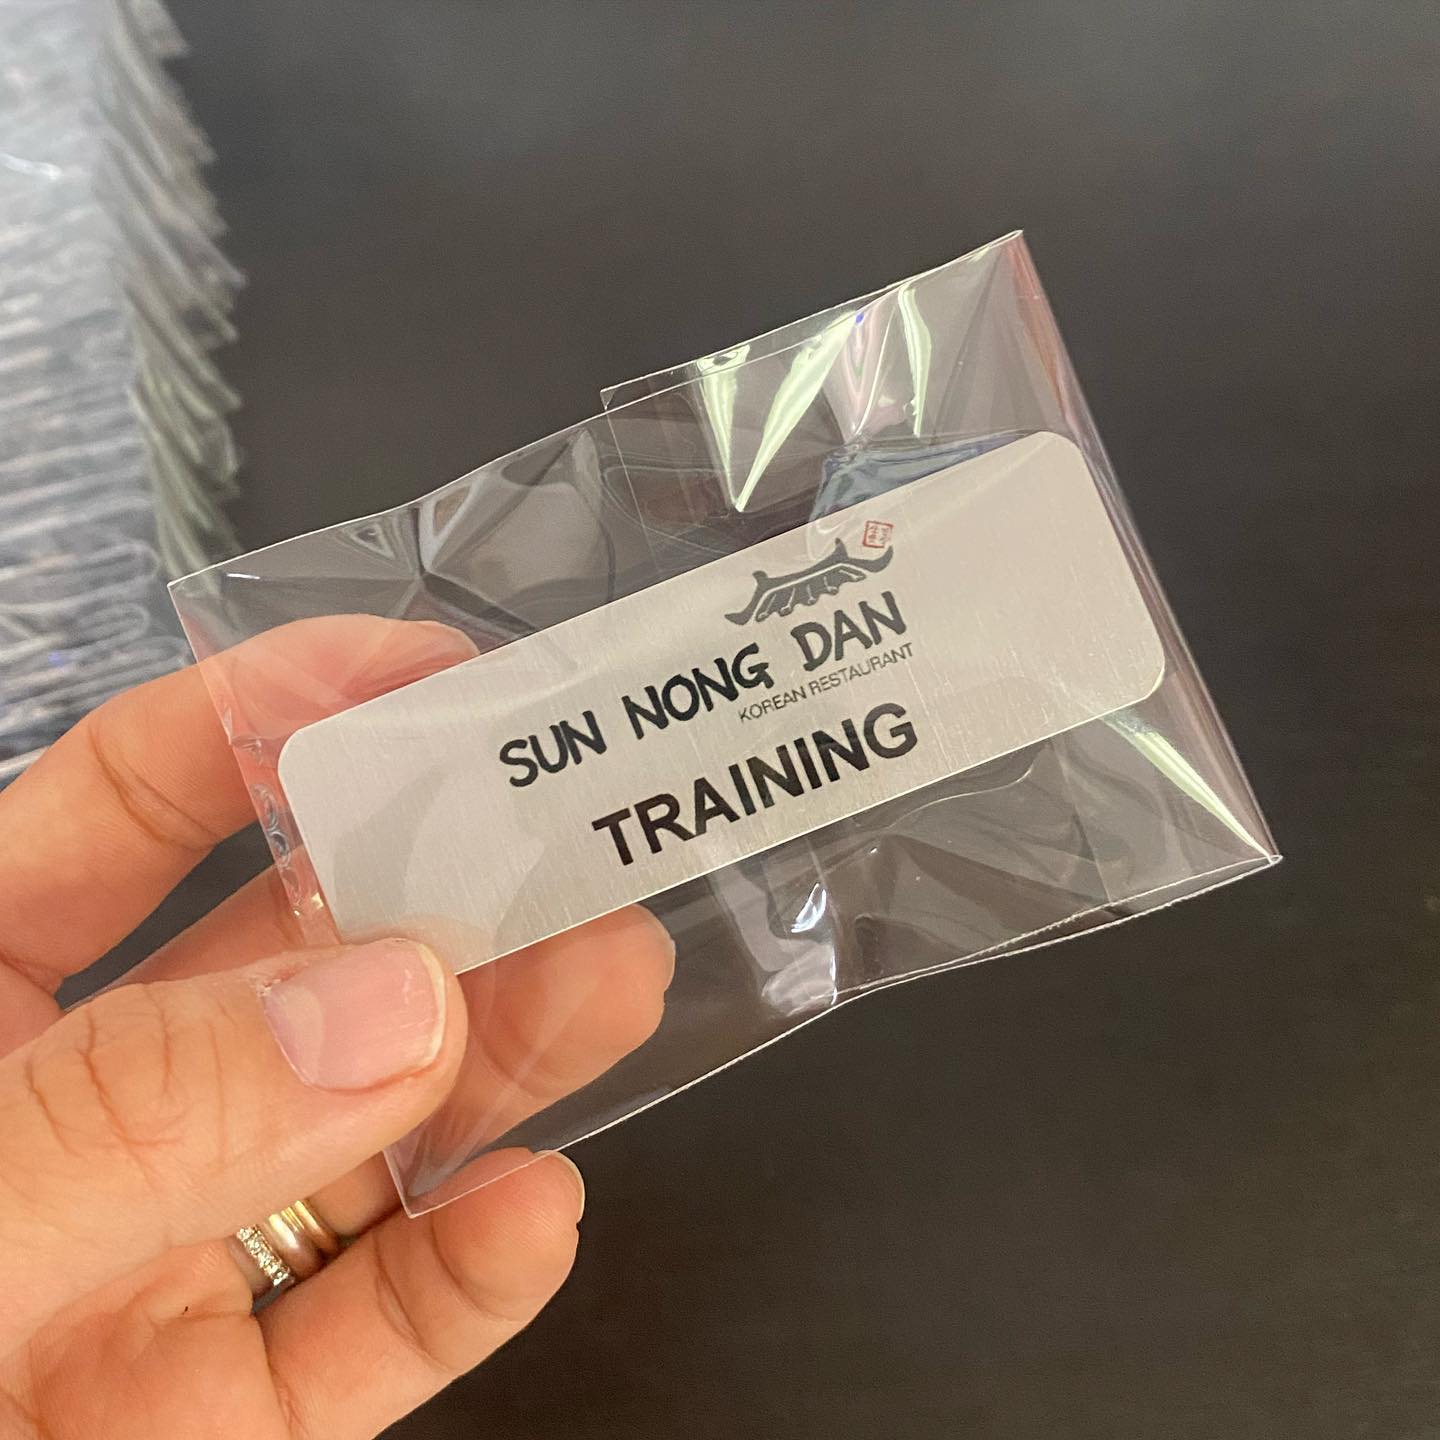 SUN NONG DAN
KOREAN RESTAURANT
TRAINING